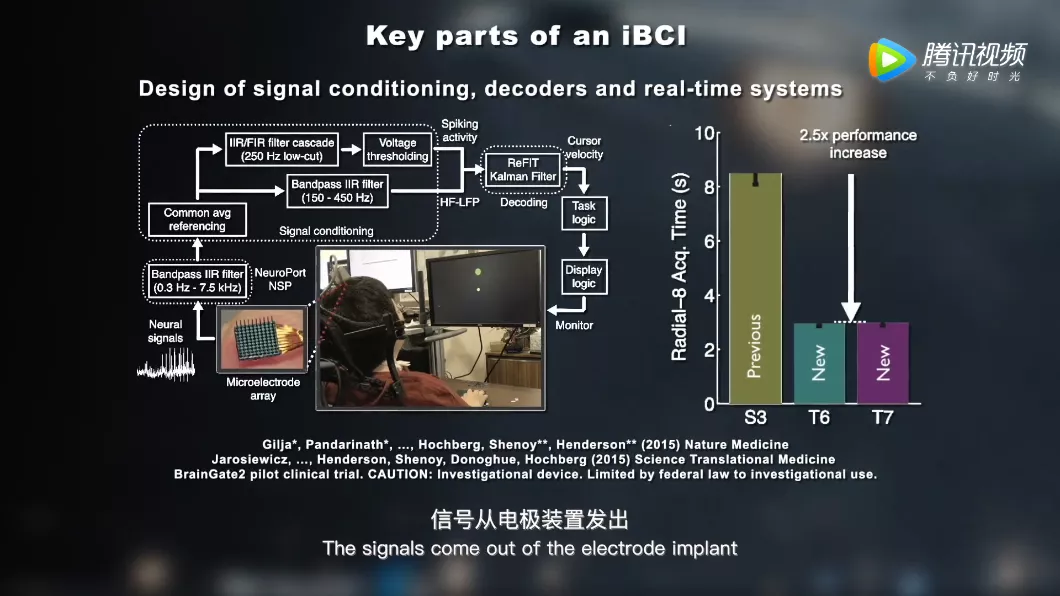 Key parts of an iBCI
腾讯视频
不负好时光
Design of signal conditioning, decoders and real-time systems
Spiking
activity
IIR/FIR filter cascade
(250 Hz low-cut)
Voltage
thresholding
Cursor
velocity
ReFIT
Kalman Filter
Bandpass IIR filter
(150 - 450 Hz)
HF-LFP
Decoding
Common avg
referencing
Signal conditioning
Task
logic
Bandpass IIR filter
(0.3 Hz - 7.5 kHz)
NeuroPort
NSP
Display
logic
Monitor
Neural
signals
Microelectrode
array
2.5x performance
increase
Radial–8 Acq. Time (s)
10
8
6
4
2
0
Previous
New
New
S3
T6
T7
Gilja*, Pandarinath*, ..., Hochberg, Shenoy**, Henderson** (2015) Nature Medicine
Jarosiewicz, ..., Henderson, Shenoy, Donoghue, Hochberg (2015) Science Translational Medicine
BrainGate2 pilot clinical trial. CAUTION: Investigational device. Limited by federal law to investigational use.
信号从电极装置发出
The signals come out of the electrode implant